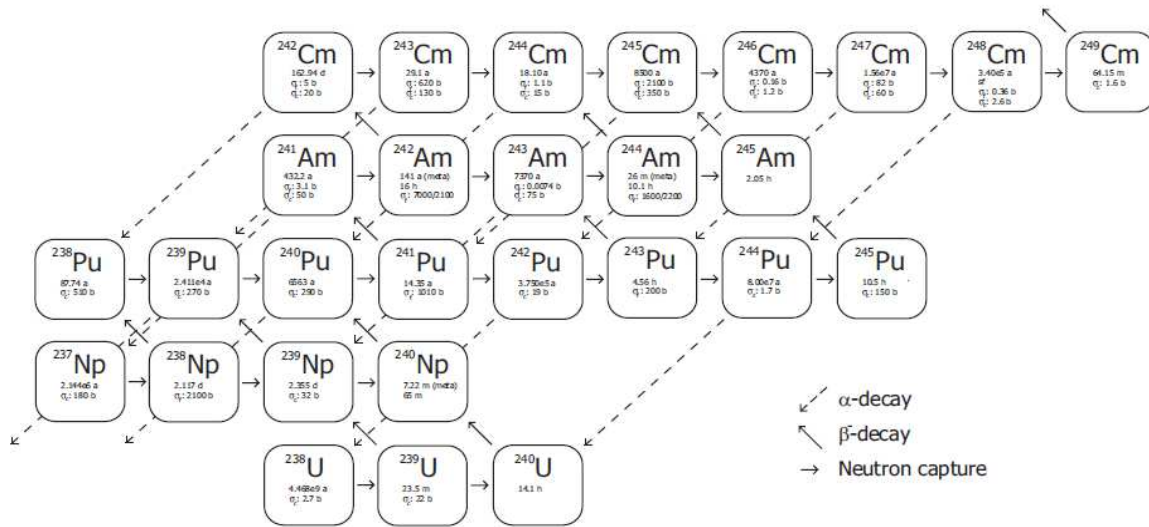 242Cm
162.94 d
σf: 5 b
σc: 20 b
243Cm
29.1 a
σf: 620 b
σc: 130 b
244Cm
18.10 a
σf: 1.1 b
σc: 15 b
245Cm
8500 a
σf: 2100 b
σc: 350 b
246Cm
4370 a
σf: 0.16 b
σc: 1.2 b
247Cm
1.56e7 a
σf: 82 b
σc: 60 b
248Cm
3.40e5 a
sf
σf: 0.36 b
σc: 2.6 b
249Cm
64.15 m
σc: 1.6 b
241Am
432.2 a
σf: 3.1 b
σc: 50 b
242Am
141 a (meta)
16 h
σf: 7000/2100
243Am
7370 a
σf: 0.0074 b
σc: 75 b
244Am
26 m (meta)
10.1 h
σf: 1600/2200
245Am
2.05 h
238Pu
87.74 a
σc: 510 b
239Pu
2.411e4 a
σc: 270 b
240Pu
6563 a
σc: 290 b
241Pu
14.35 a
σf: 1010 b
242Pu
3.750e5 a
σc: 19 b
243Pu
4.56 h
σf: 200 b
244Pu
8.00e7 a
σc: 1.7 b
245Pu
10.5 h
σc: 150 b
237Np
2.144e6 a
σc: 180 b
238Np
2.117 d
σf: 2100 b
239Np
2.355 d
σc: 32 b
240Np
7.22 m (meta)
65 m
α-decay
β-decay
Neutron capture
238U
4.468e9 a
σc: 2.7 b
239U
23.5 m
σc: 22 b
240U
14.1 h